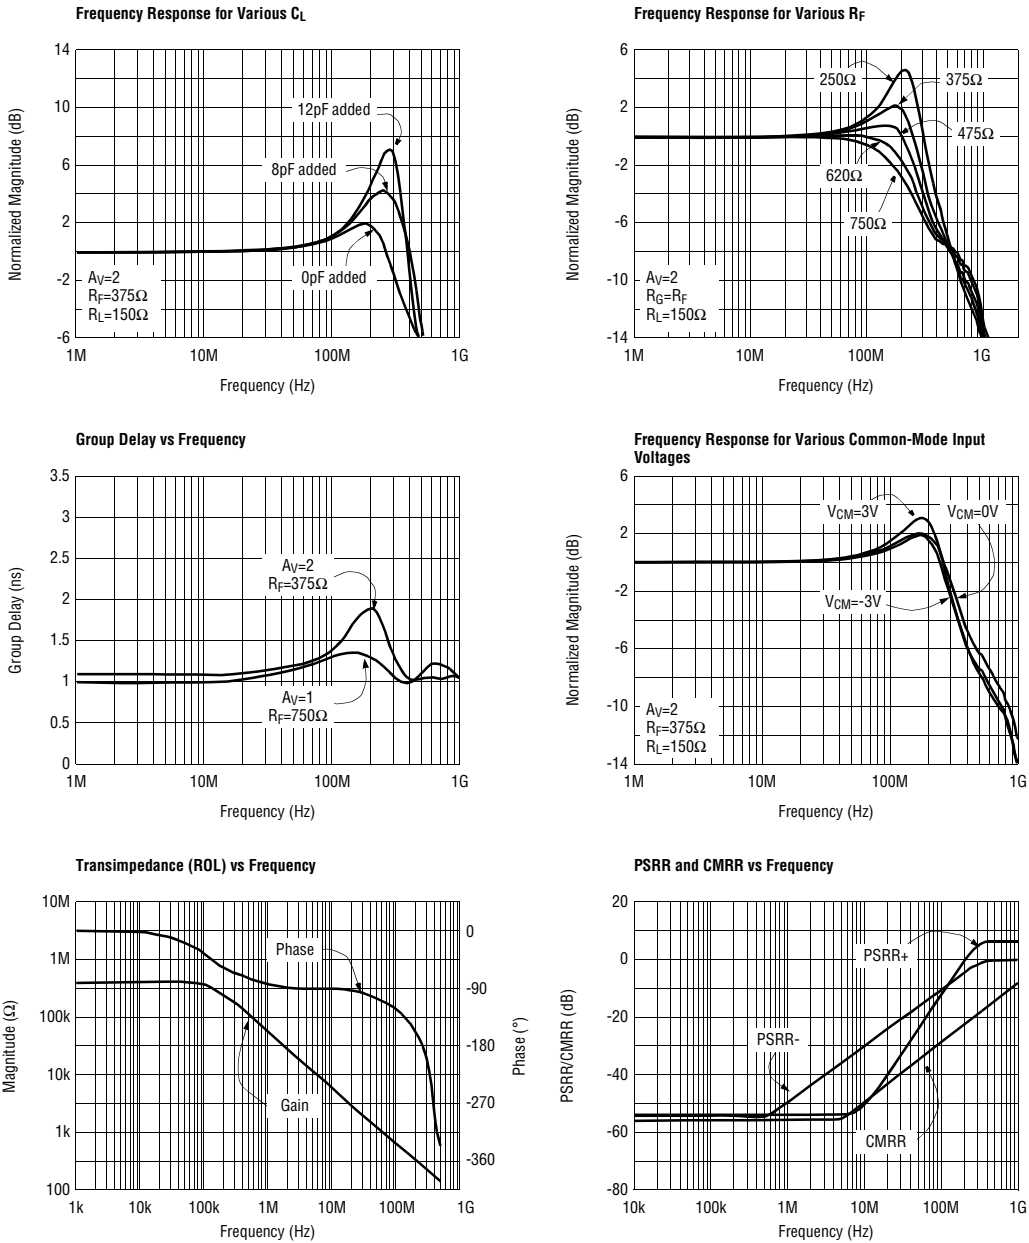 Frequency Response for Various CL
14
10
6
2
-2
-6
Normalized Magnitude (dB)
12pF added
8pF added
0pF added
AV=2
RF=375Ω
RL=150Ω
1M 10M 100M 1G
Frequency (Hz)
Frequency Response for Various RF
6
2
-2
-6
-10
-14
Normalized Magnitude (dB)
250Ω
375Ω
475Ω
620Ω
750Ω
AV=2
RG=RF
RL=150Ω
1M 10M 100M 1G
Frequency (Hz)
Group Delay vs Frequency
3.5
3
2.5
2
1.5
1
0.5
0
Group Delay (ns)
AV=2
RF=375Ω
AV=1
RF=750Ω
1M 10M 100M 1G
Frequency (Hz)
Frequency Response for Various Common-Mode Input
Voltages
6
2
-2
-6
-10
-14
Normalized Magnitude (dB)
VCM=3V
VCM=0V
VCM=-3V
AV=2
RF=375Ω
RL=150Ω
1M 10M 100M 1G
Frequency (Hz)
Transimpedance (ROL) vs Frequency
10M
1M
100k
10k
1k
100
Magnitude (Ω)
Phase
Gain
0
-90
-180
-270
-360
Phase (°)
1k 10k 100k 1M 10M 100M 1G
Frequency (Hz)
PSRR and CMRR vs Frequency
20
0
-20
-40
-60
-80
PSRR/CMRR (dB)
PSRR+
PSRR-
CMRR
10k 100k 1M 10M 100M 1G
Frequency (Hz)